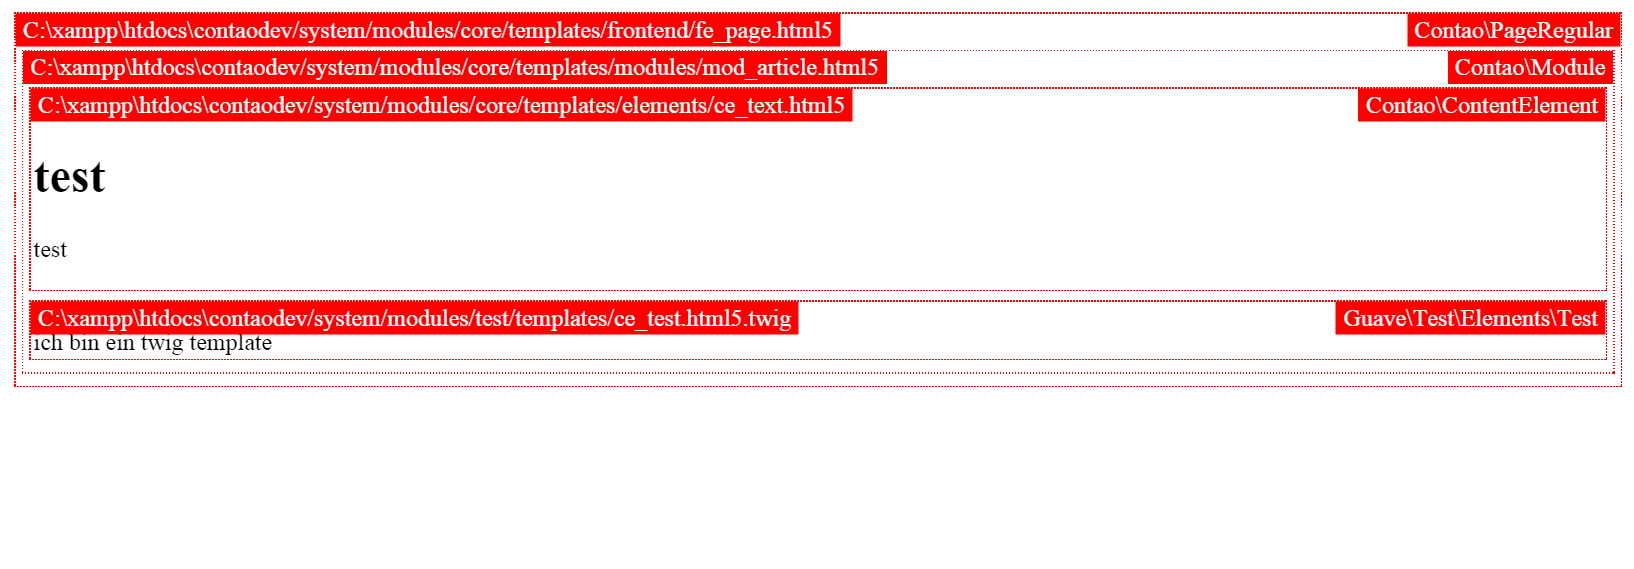 C:\xampp\htdocs\contaodev/system/modules/core/templates/frontend/fe_page.html5 Contao\PageRegular
C:\xampp\htdocs\contaodev/system/modules/core/templates/modules/mod_article.html5 Contao\Module
C:\xampp\htdocs\contaodev/system/modules/core/templates/elements/ce_text.html5 Contao\ContentElement
test
test
C:\xampp\htdocs\contaodev/system/modules/test/templates/ce_test.html5.twig Guave\Test\Elements\Test
ich bin ein twig template